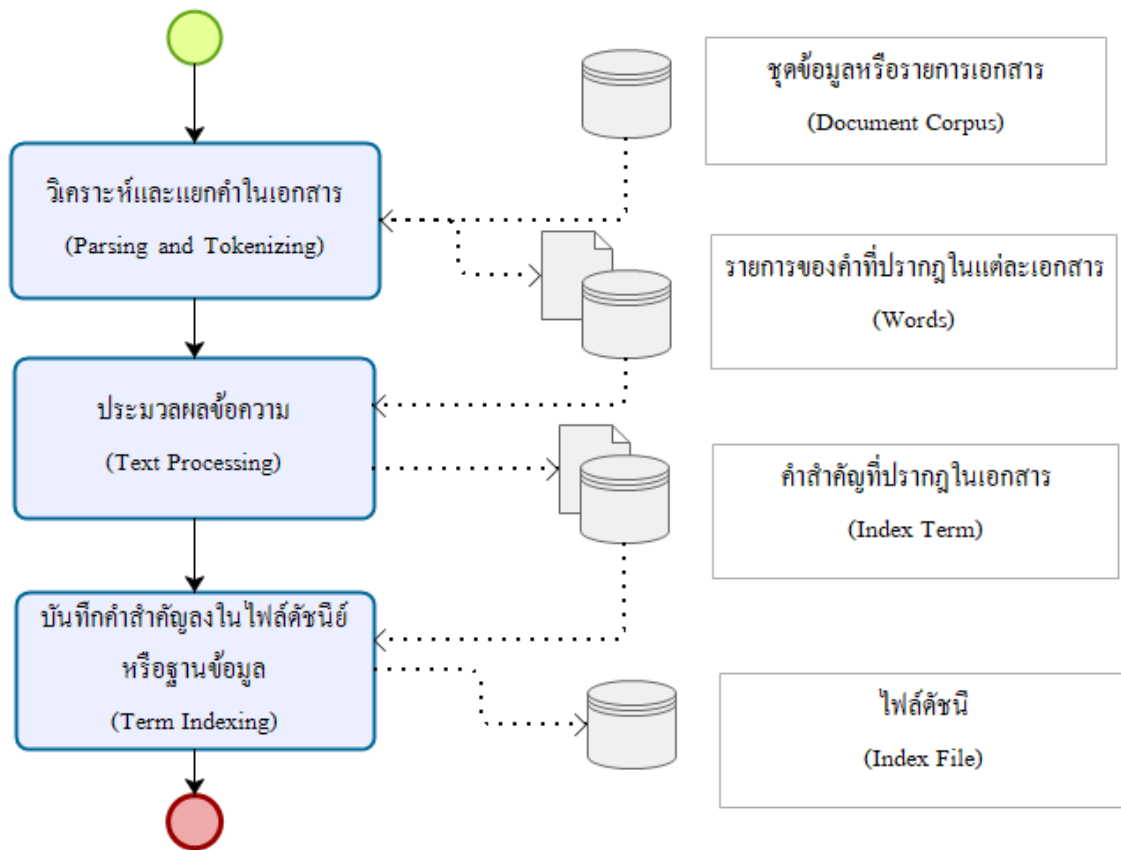 ชุดข้อมูลหรือรายการเอกสาร
(Document Corpus)
วิเคราะห์และแยกคำในเอกสาร
(Parsing and Tokenizing)
รายการของคำที่ปรากฎในแต่ละเอกสาร
(Words)
ประมวลผลข้อความ
(Text Processing)
คำสำคัญที่ปรากฎในเอกสาร
(Index Term)
บันทึกคำสำคัญลงในไฟล์ดัชนีย์
หรือฐานข้อมูล
(Term Indexing)
ไฟล์ดัชนี
(Index File)